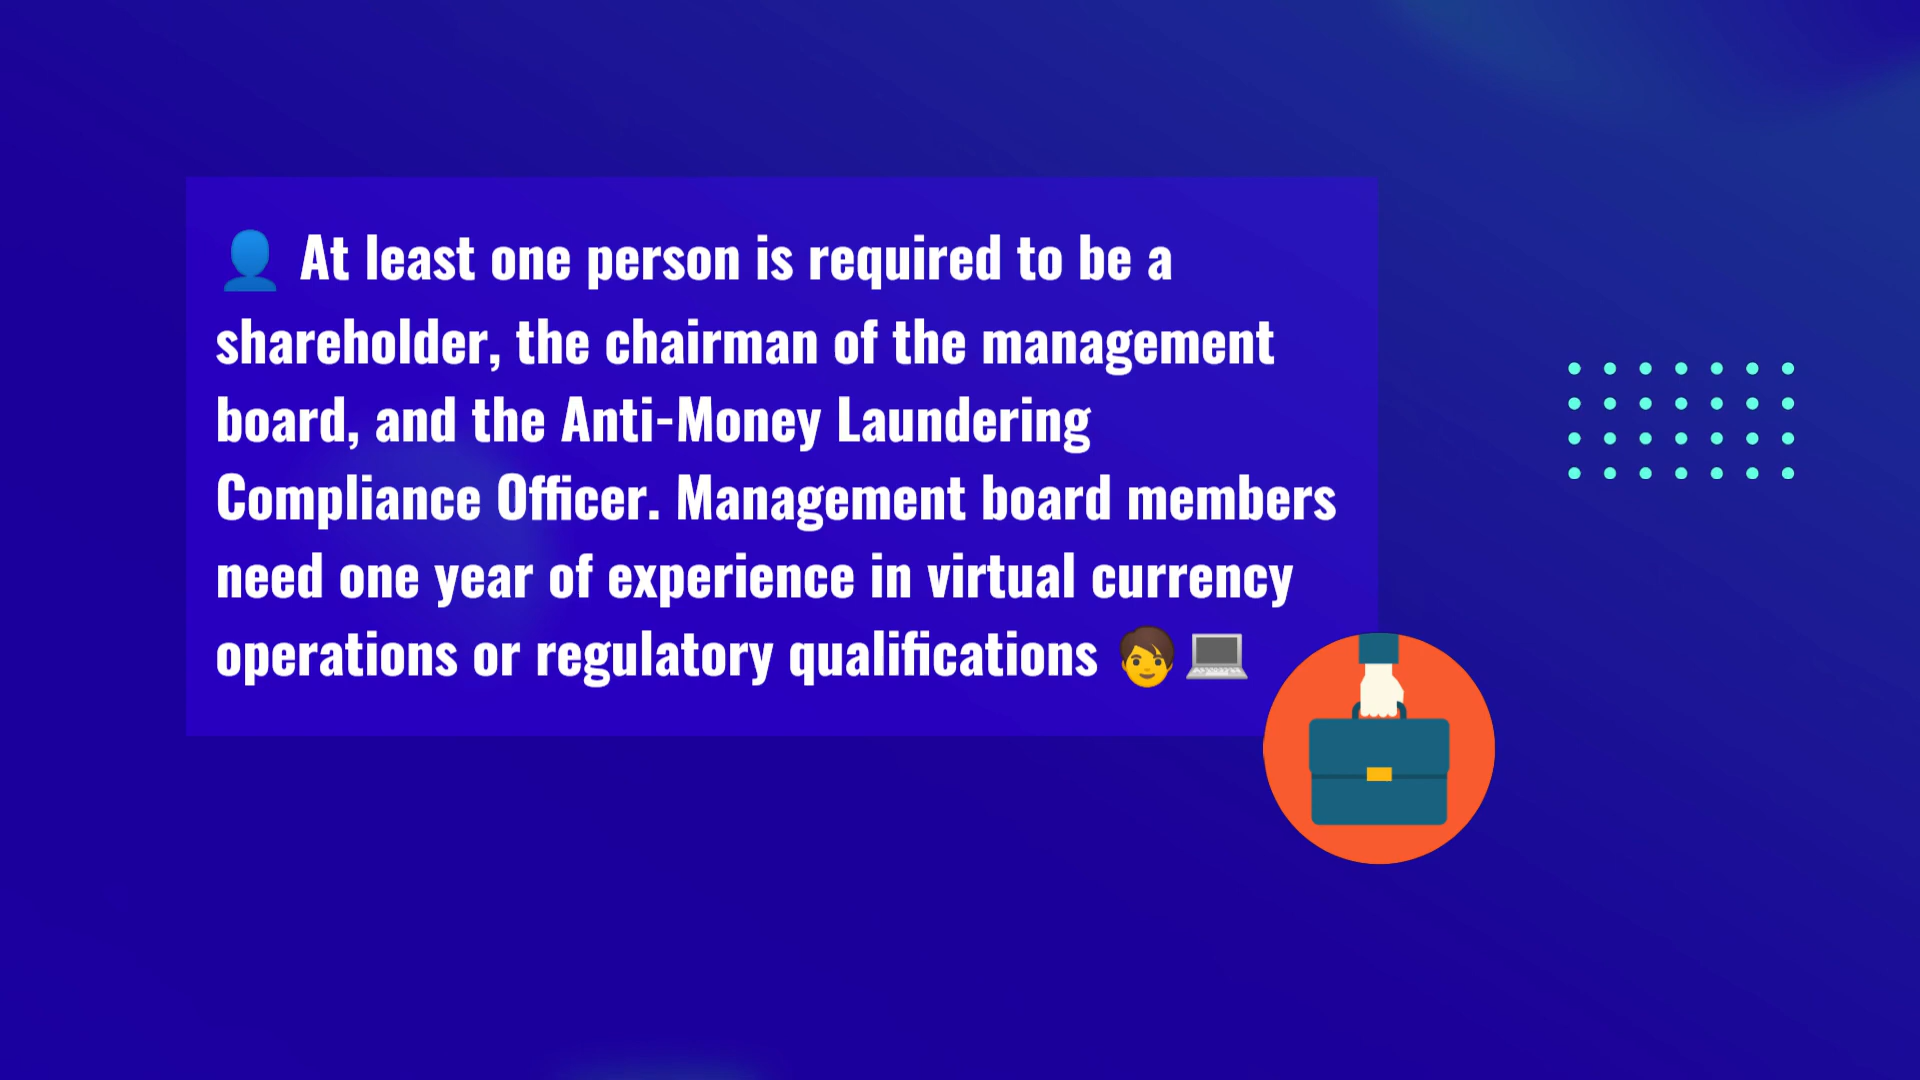 👤 At least one person is required to be a
shareholder, the chairman of the management
board, and the Anti-Money Laundering
Compliance Officer. Management board members
need one year of experience in virtual currency
operations or regulatory qualifications 🧑💻